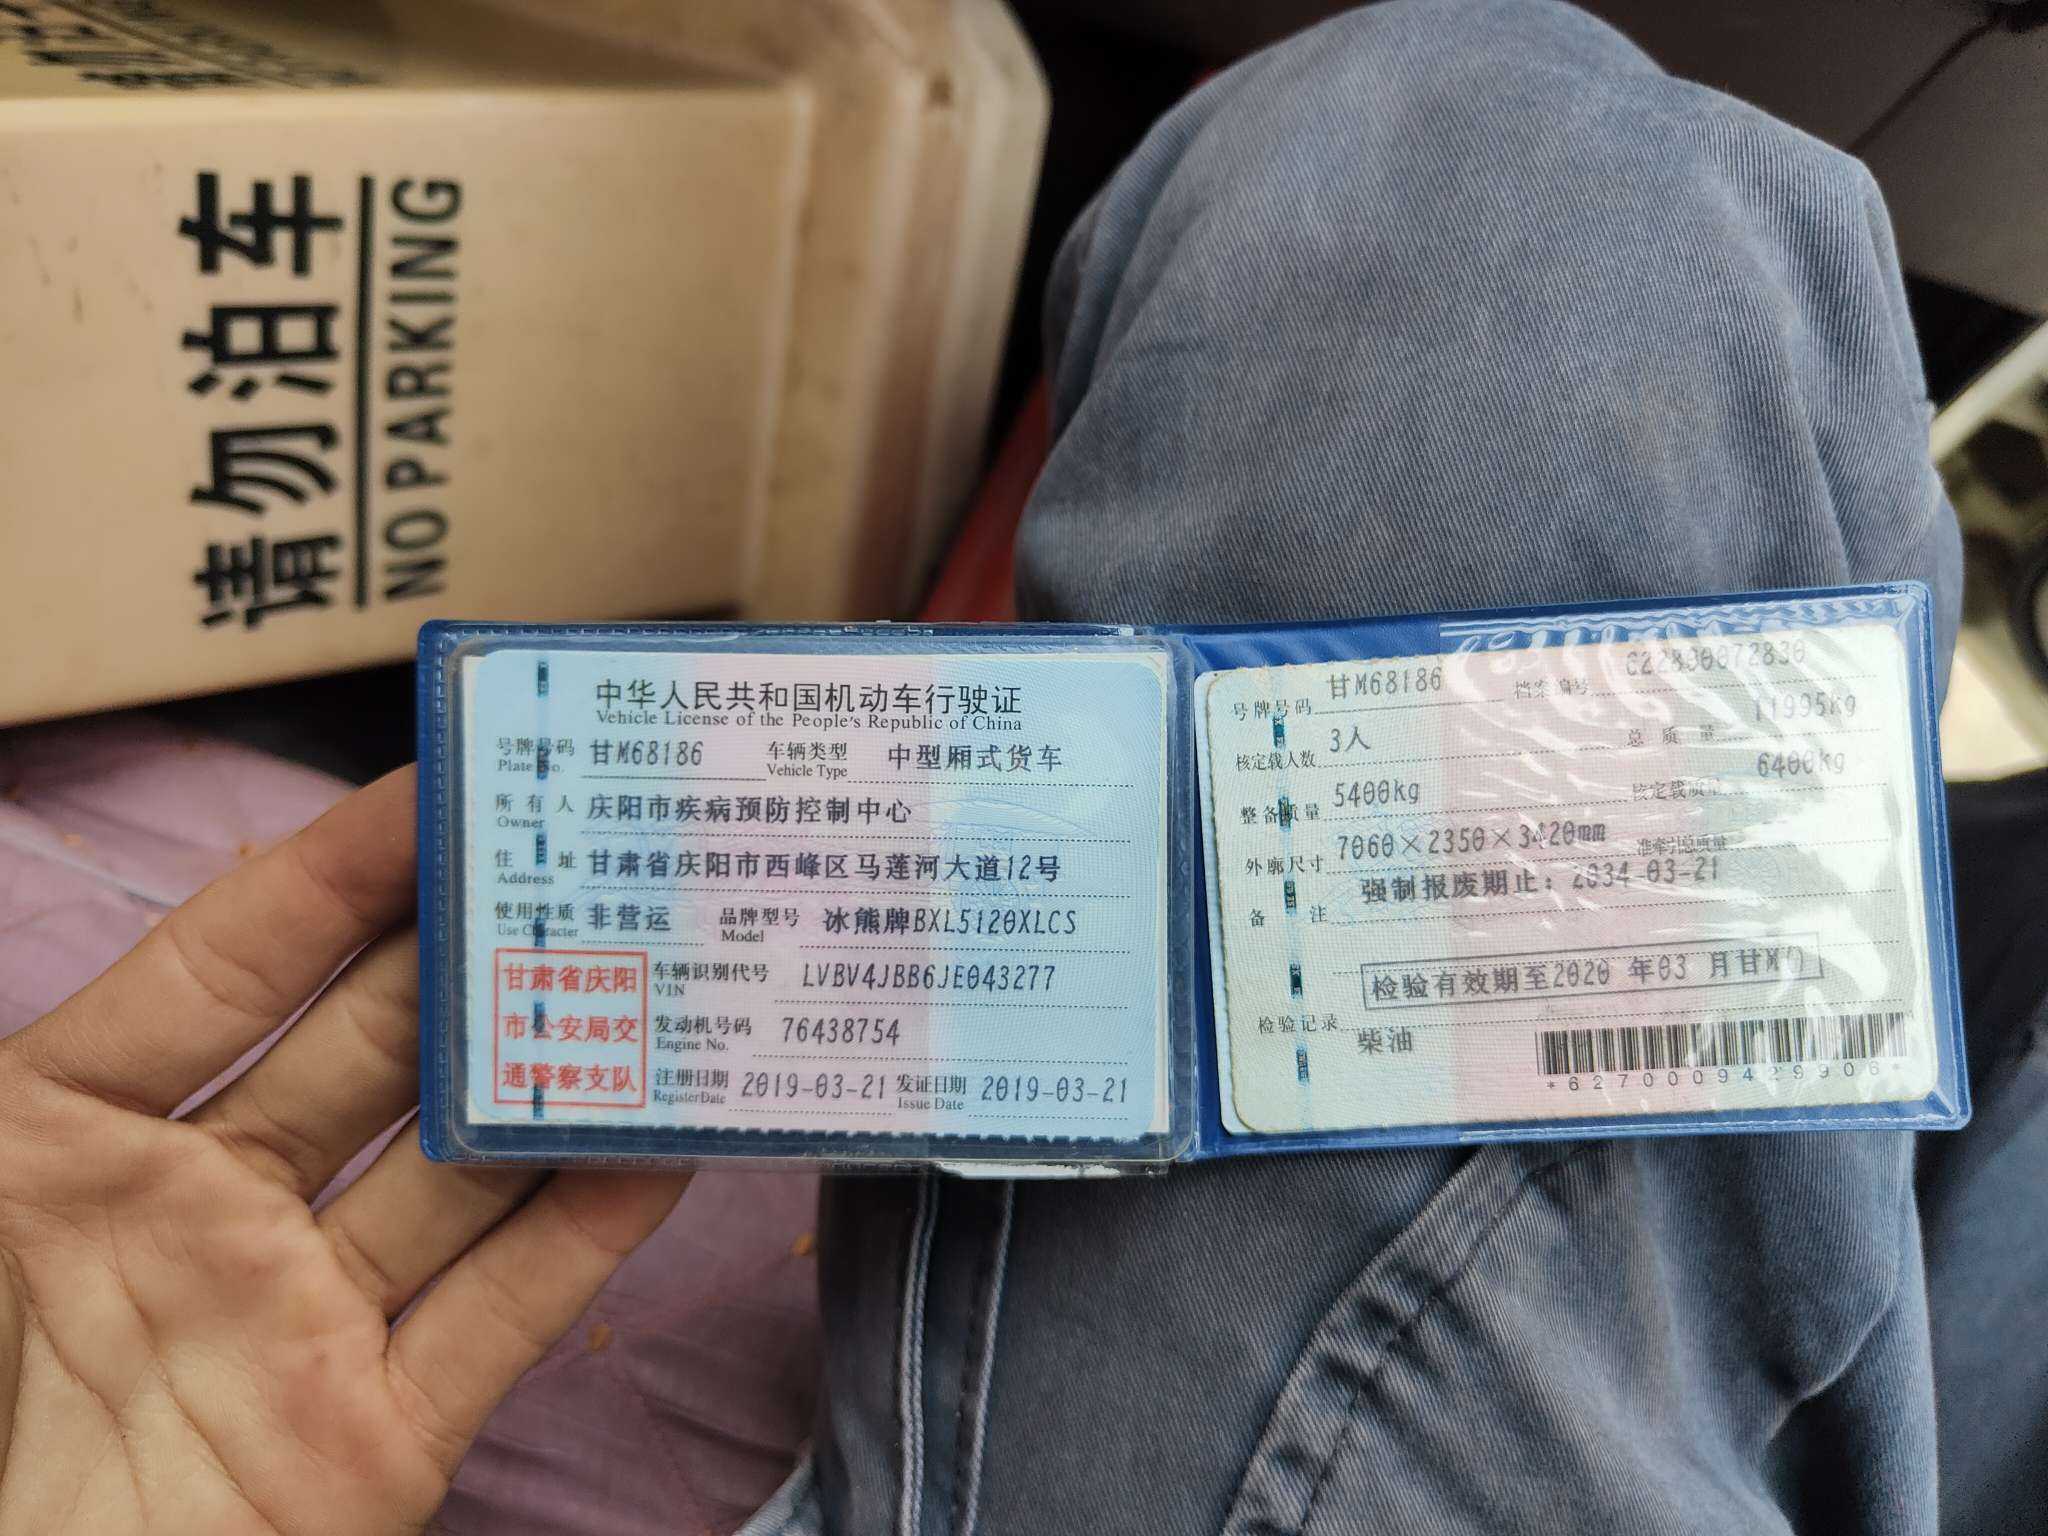 请勿泊车
NO PARKING
中华人民共和国机动车行驶证
Vehicle License of the People's Republic of China
号牌号码 甘M68186 车辆类型 中型厢式货车
Plate No. Vehicle Type
所有人 庆阳市疾病预防控制中心
Owner
住址 甘肃省庆阳市西峰区马莲河大道12号
Address
使用性质 非营运 品牌型号 冰熊牌BXL5120XLCS
Use Character Model
甘肃省庆阳
市公安局交
通警察支队
车辆识别代号 LVBV4JBB6JE043277
VIN
发动机号码 76438754
Engine No.
注册日期 2019-03-21 发证日期 2019-03-21
Register Date Issue Date
号牌号码 甘M68186 档案编号
核定载人数 3人 总质量 11995kg
整备质量 5400kg 核定载质量 6400kg
外廓尺寸 7060×2350×3420mm 准牵引总质量
备注 强制报废期止：2034-03-21
检验有效期至2020 年03 月甘M
检验记录
柴油
*6270009429906*